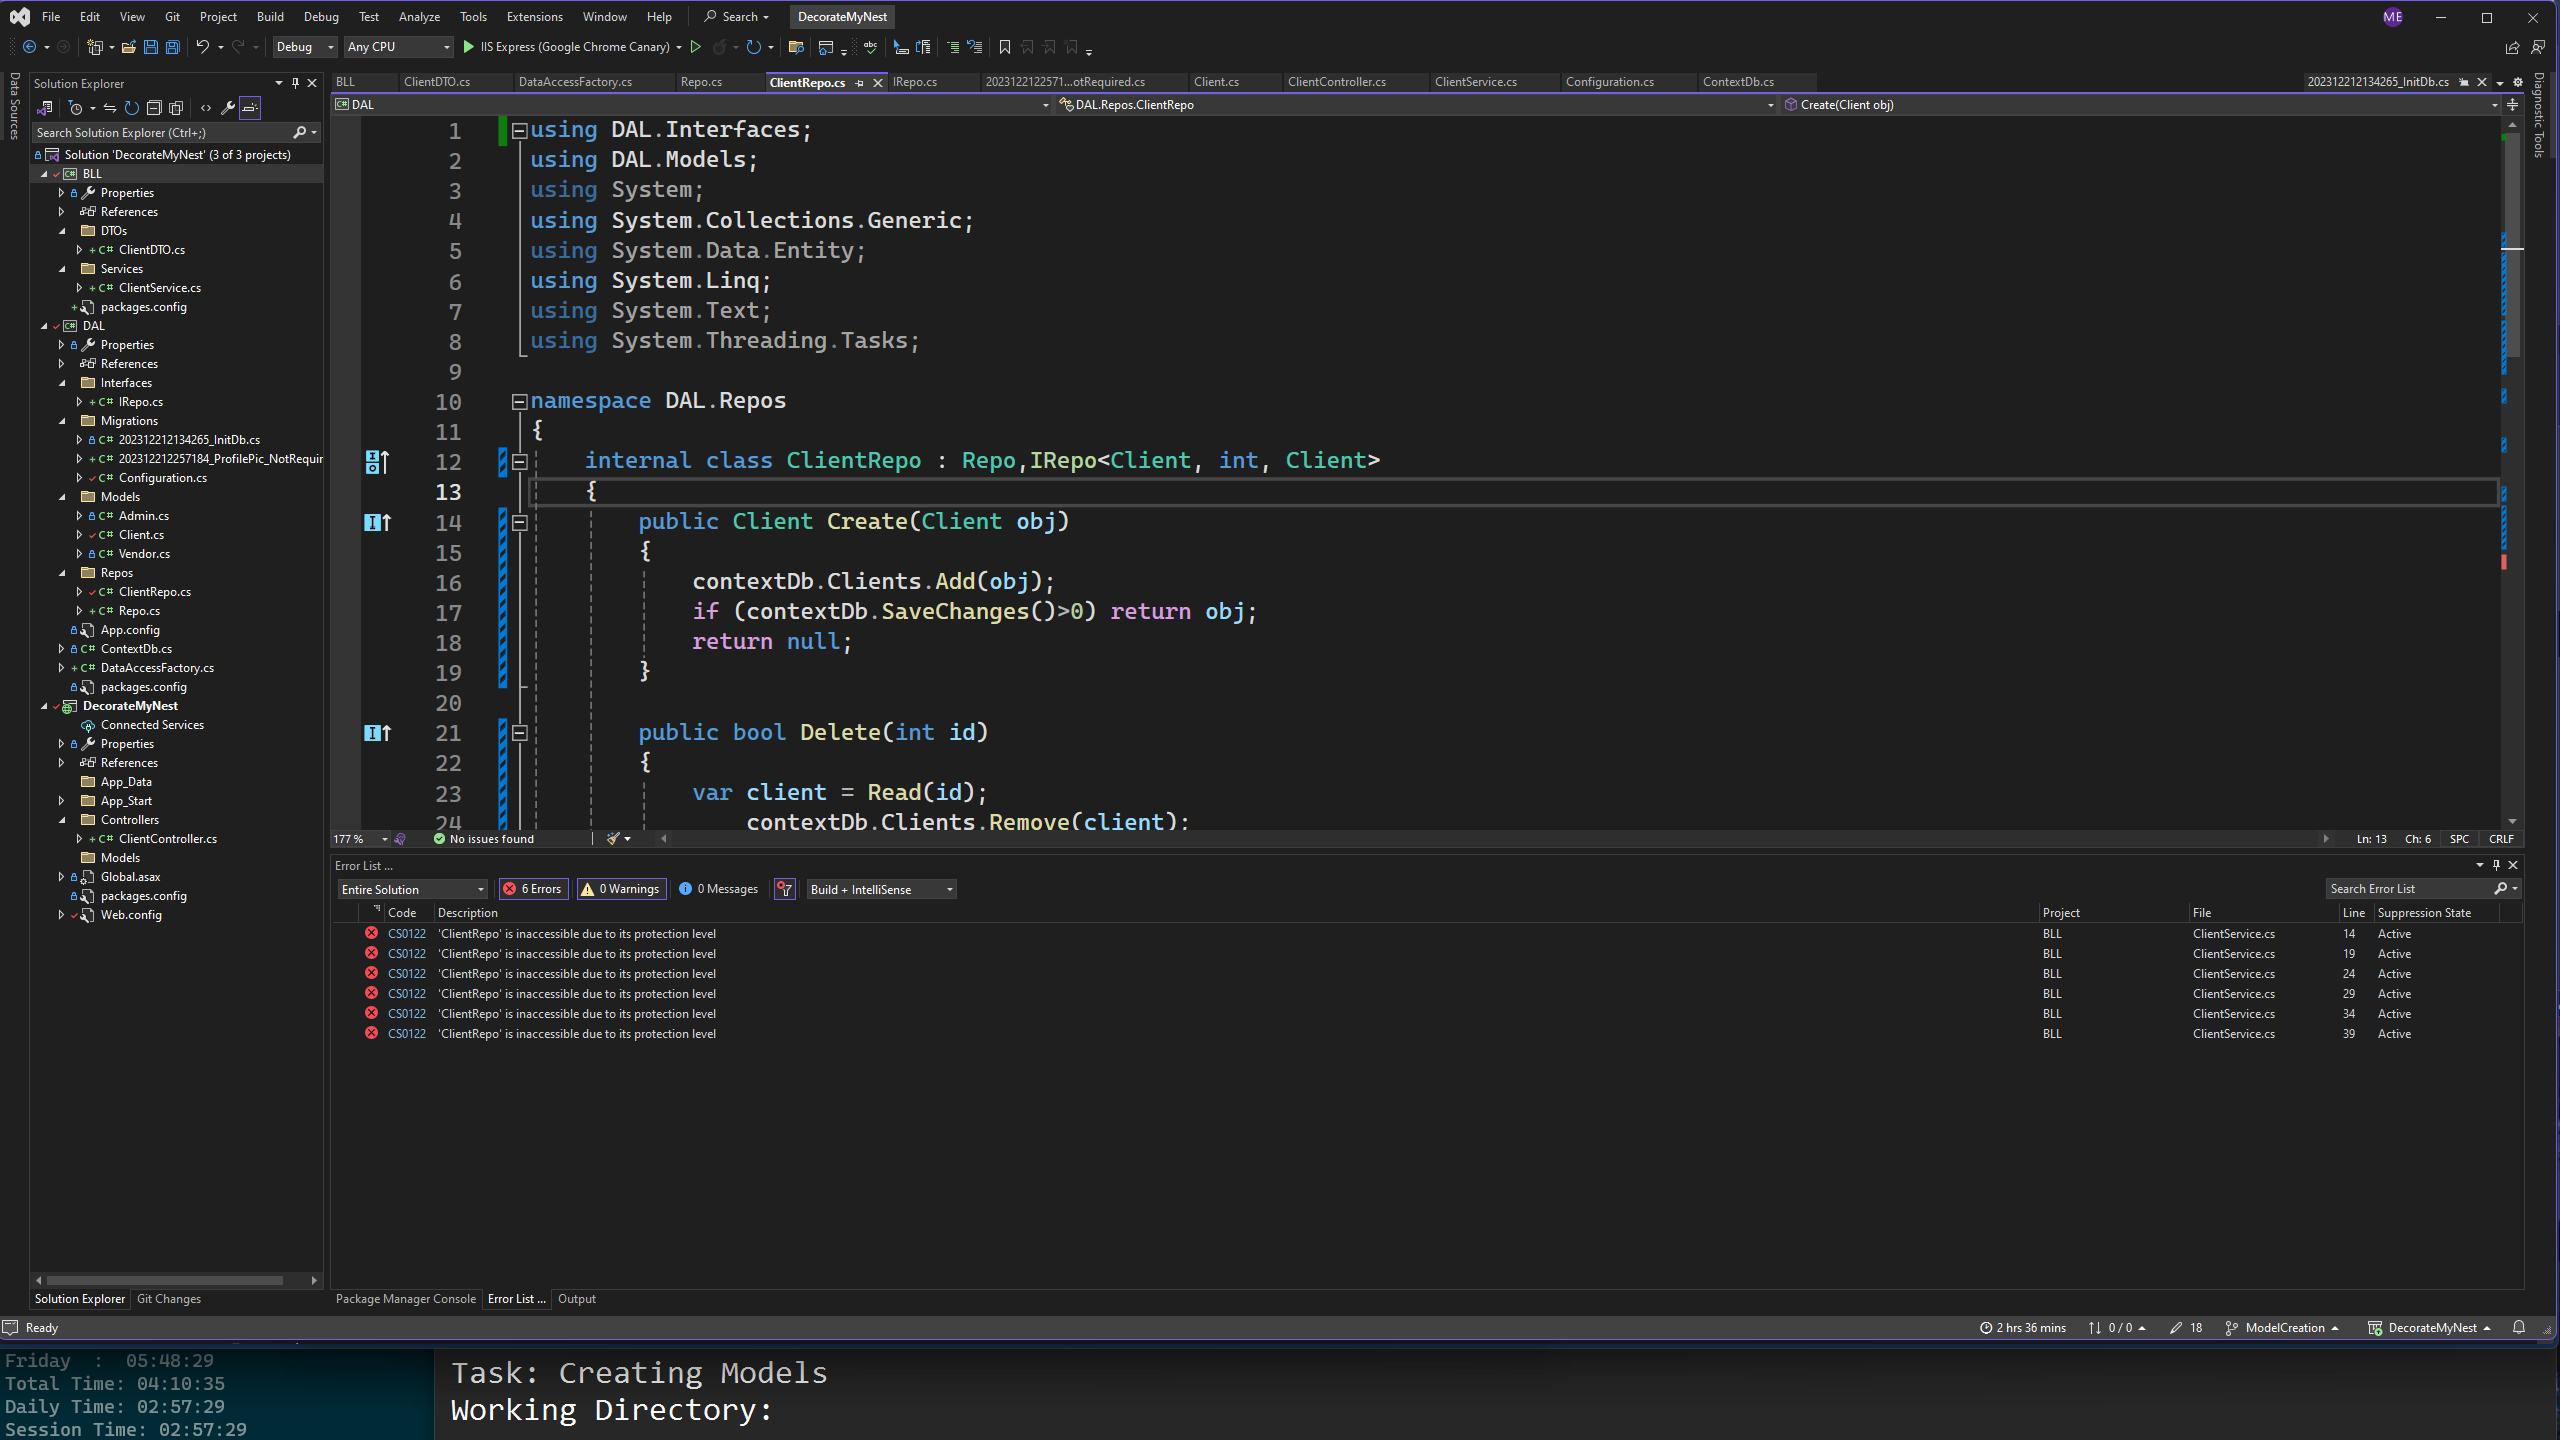 File Edit View Git Project Build Debug Test Analyze Tools Extensions Window Help Search DecorateMyNest ME
Debug Any CPU IIS Express (Google Chrome Canary)
Data Sources
Solution Explorer
Search Solution Explorer (Ctrl+;)
Solution 'DecorateMyNest' (3 of 3 projects)
BLL
Properties
References
DTOs
ClientDTO.cs
Services
ClientService.cs
packages.config
DAL
Properties
References
Interfaces
IRepo.cs
Migrations
202312212134265_InitDb.cs
202312212257184_ProfilePic_NotRequir
Configuration.cs
Models
Admin.cs
Client.cs
Vendor.cs
Repos
ClientRepo.cs
Repo.cs
App.config
ContextDb.cs
DataAccessFactory.cs
packages.config
DecorateMyNest
Connected Services
Properties
References
App_Data
App_Start
Controllers
ClientController.cs
Models
Global.asax
packages.config
Web.config
Solution Explorer Git Changes
BLL ClientDTO.cs DataAccessFactory.cs Repo.cs ClientRepo.cs IRepo.cs 2023122122571...otRequired.cs Client.cs ClientController.cs ClientService.cs Configuration.cs ContextDb.cs 202312212134265_InitDb.cs
DAL DAL.Repos.ClientRepo Create(Client obj)
1 using DAL.Interfaces;
2 using DAL.Models;
3 using System;
4 using System.Collections.Generic;
5 using System.Data.Entity;
6 using System.Linq;
7 using System.Text;
8 using System.Threading.Tasks;
9
10 namespace DAL.Repos
11 {
12 internal class ClientRepo : Repo,IRepo<Client, int, Client>
13 {
14 public Client Create(Client obj)
15 {
16 contextDb.Clients.Add(obj);
17 if (contextDb.SaveChanges()>0) return obj;
18 return null;
19 }
20
21 public bool Delete(int id)
22 {
23 var client = Read(id);
24 contextDb.Clients.Remove(client);
177 % No issues found Ln: 13 Ch: 6 SPC CRLF
Diagnostic Tools
Error List ...
Entire Solution 6 Errors 0 Warnings 0 Messages Build + IntelliSense Search Error List
Code Description Project File Line Suppression State
CS0122 'ClientRepo' is inaccessible due to its protection level BLL ClientService.cs 14 Active
CS0122 'ClientRepo' is inaccessible due to its protection level BLL ClientService.cs 19 Active
CS0122 'ClientRepo' is inaccessible due to its protection level BLL ClientService.cs 24 Active
CS0122 'ClientRepo' is inaccessible due to its protection level BLL ClientService.cs 29 Active
CS0122 'ClientRepo' is inaccessible due to its protection level BLL ClientService.cs 34 Active
CS0122 'ClientRepo' is inaccessible due to its protection level BLL ClientService.cs 39 Active
Package Manager Console Error List ... Output
Ready 2 hrs 36 mins 0 / 0 18 ModelCreation DecorateMyNest
Friday : 05:48:29
Total Time: 04:10:35
Daily Time: 02:57:29
Session Time: 02:57:29
Task: Creating Models
Working Directory: